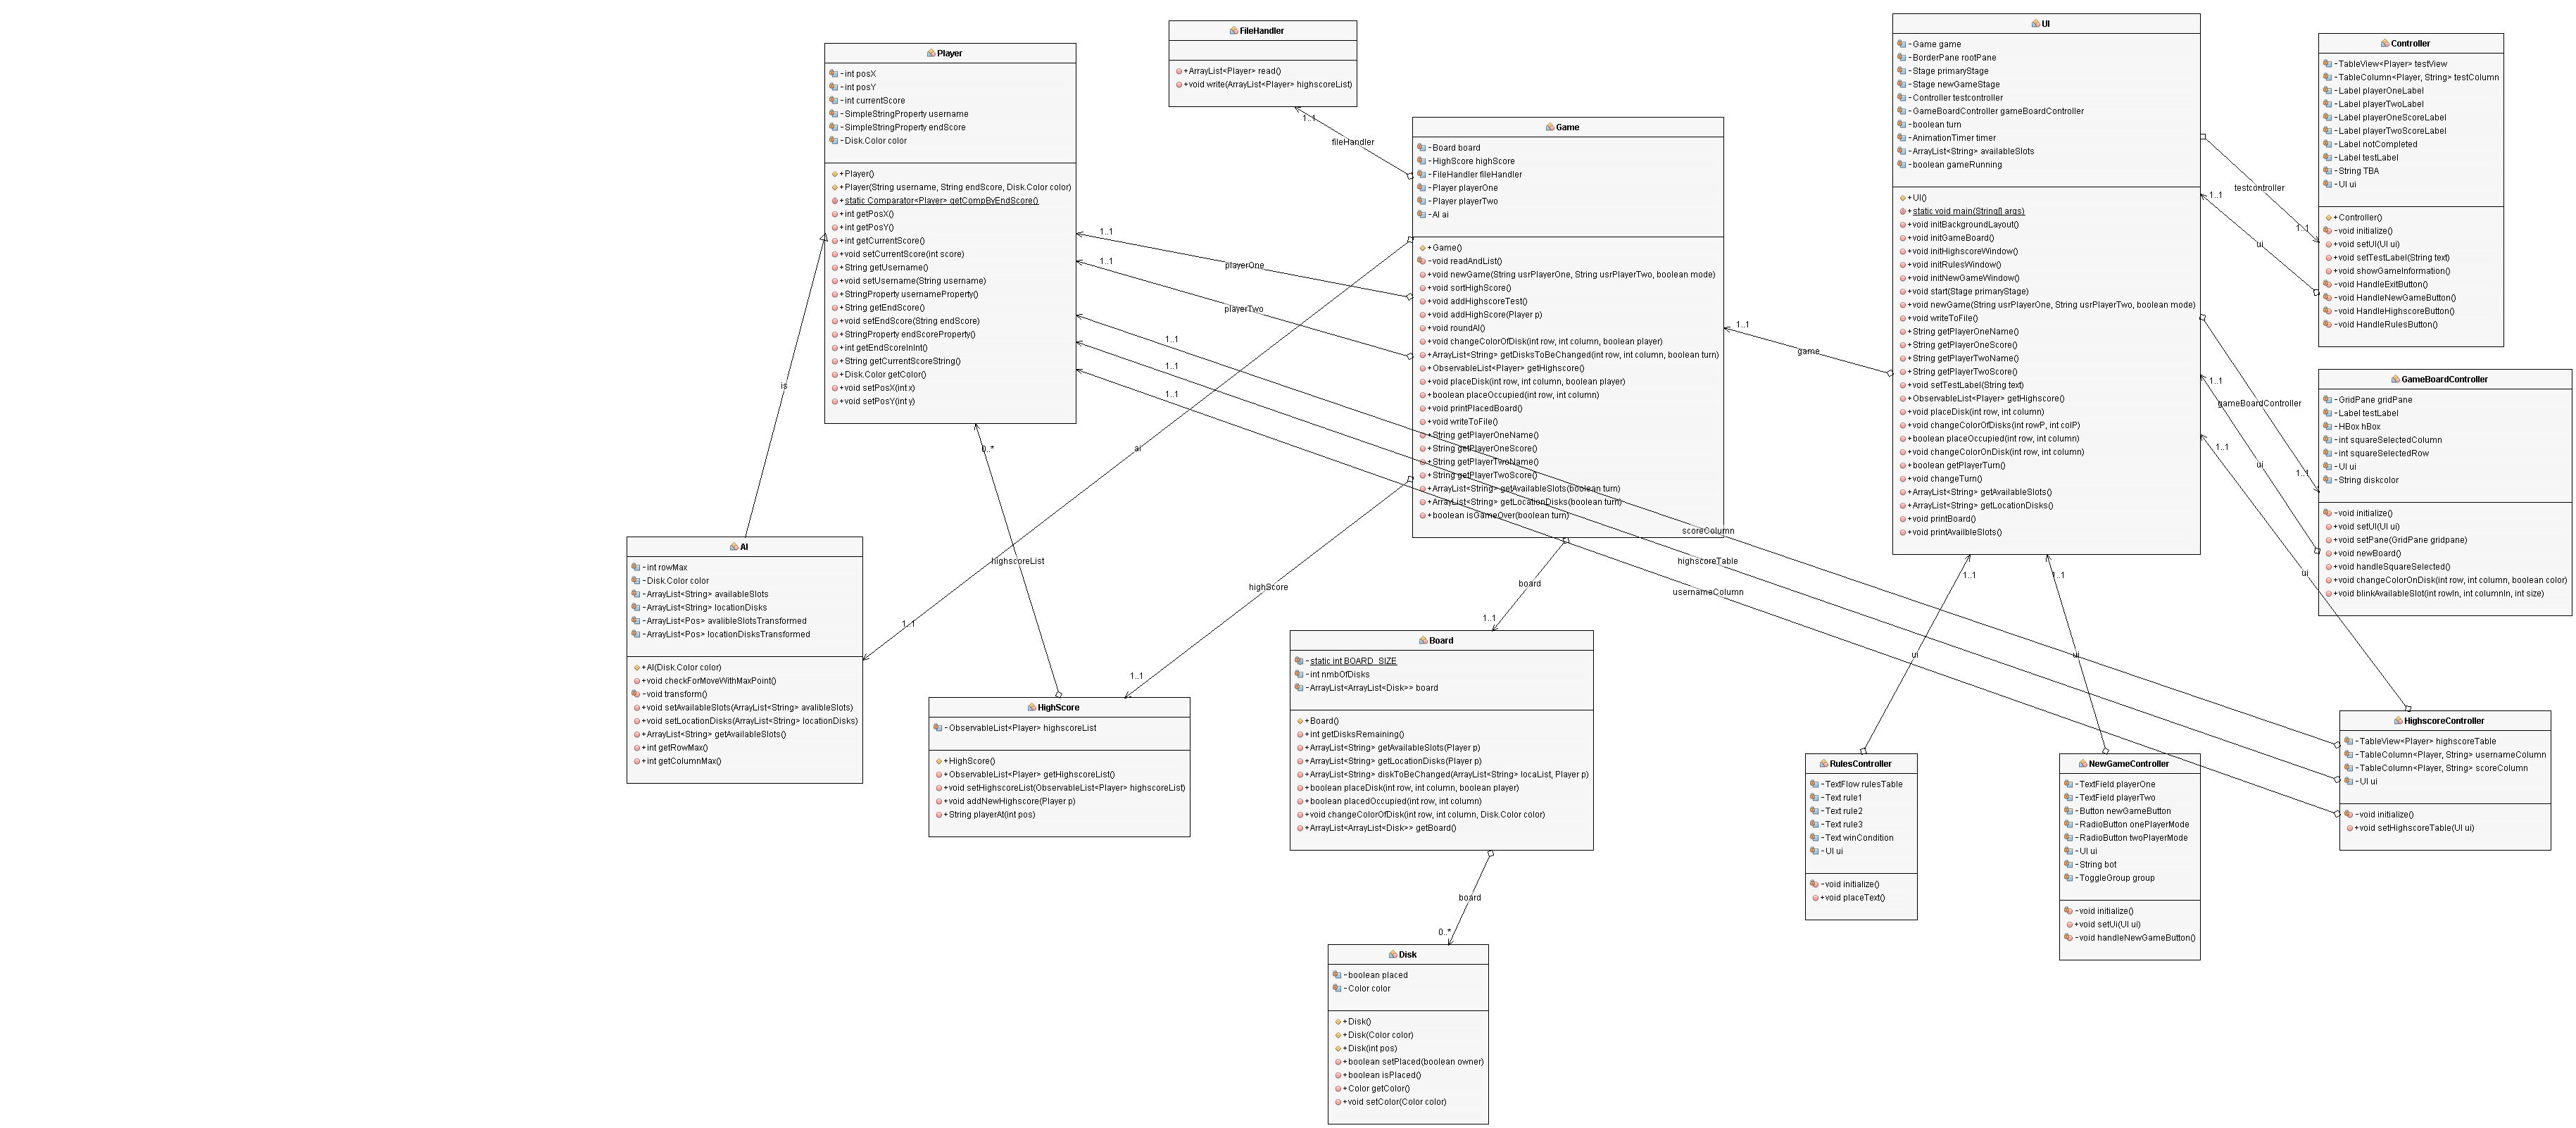 Player
-int posX
-int posY
-int currentScore
-SimpleStringProperty username
-SimpleStringProperty endScore
-Disk.Color color
+Player()
+Player(String username, String endScore, Disk.Color color)
+static Comparator<Player> getCompByEndScore()
+int getPosX()
+int getPosY()
+int getCurrentScore()
+void setCurrentScore(int score)
+String getUsername()
+void setUsername(String username)
+StringProperty usernameProperty()
+String getEndScore()
+void setEndScore(String endScore)
+StringProperty endScoreProperty()
+int getEndScoreInInt()
+String getCurrentScoreString()
+Disk.Color getColor()
+void setPosX(int x)
+void setPosY(int y)
FileHandler
+ArrayList<Player> read()
+void write(ArrayList<Player> highscoreList)
1..1
fileHandler
Game
-Board board
-HighScore highScore
-FileHandler fileHandler
-Player playerOne
-Player playerTwo
-AI ai
+Game()
-void readAndList()
+void newGame(String usrPlayerOne, String usrPlayerTwo, boolean mode)
+void sortHighScore()
+void addHighscoreTest()
+void addHighScore(Player p)
+void roundAI()
+void changeColorOfDisk(int row, int column, boolean player)
+ArrayList<String> getDisksToBeChanged(int row, int column, boolean turn)
+ObservableList<Player> getHighscore()
+void placeDisk(int row, int column, boolean player)
+boolean placeOccupied(int row, int column)
+void printPlacedBoard()
+void writeToFile()
+String getPlayerOneName()
+String getPlayerOneScore()
+String getPlayerTwoName()
+String getPlayerTwoScore()
+ArrayList<String> getAvailableSlots(boolean turn)
+ArrayList<String> getLocationDisks(boolean turn)
+boolean isGameOver(boolean turn)
1..1
playerOne
1..1
playerTwo
1..1
1..1
1..1
is
ai
0..*
highscoreList
1..1
highScore
1..1
board
1..1
scoreColumn
highscoreTable
usernameColumn
1..1
game
UI
-Game game
-BorderPane rootPane
-Stage primaryStage
-Stage newGameStage
-Controller testcontroller
-GameBoardController gameBoardController
-boolean turn
-AnimationTimer timer
-ArrayList<String> availableSlots
-boolean gameRunning
+UI()
+static void main(String[] args)
+void initBackgroundLayout()
+void initGameBoard()
+void initHighscoreWindow()
+void initRulesWindow()
+void initNewGameWindow()
+void start(Stage primaryStage)
+void newGame(String usrPlayerOne, String usrPlayerTwo, boolean mode)
+void writeToFile()
+String getPlayerOneName()
+String getPlayerOneScore()
+String getPlayerTwoName()
+String getPlayerTwoScore()
+void setTestLabel(String text)
+ObservableList<Player> getHighscore()
+void placeDisk(int row, int column)
+void changeColorOfDisks(int rowP, int colP)
+boolean placeOccupied(int row, int column)
+void changeColorOnDisk(int row, int column)
+boolean getPlayerTurn()
+void changeTurn()
+ArrayList<String> getAvailableSlots()
+ArrayList<String> getLocationDisks()
+void printBoard()
+void printAvailbleSlots()
testcontroller
1..1
1..1
ui
gameBoardController
1..1
1..1
ui
1..1
ui
1..1
ui
1..1
ui
Controller
-TableView<Player> testView
-TableColumn<Player, String> testColumn
-Label playerOneLabel
-Label playerTwoLabel
-Label playerOneScoreLabel
-Label playerTwoScoreLabel
-Label notCompleted
-Label testLabel
-String TBA
-UI ui
+Controller()
-void initialize()
+void setUI(UI ui)
+void setTestLabel(String text)
+void showGameInformation()
-void HandleExitButton()
-void HandleNewGameButton()
-void HandleHighscoreButton()
-void HandleRulesButton()
GameBoardController
-GridPane gridPane
-Label testLabel
-HBox hBox
-int squareSelectedColumn
-int squareSelectedRow
-UI ui
-String diskcolor
-void initialize()
+void setUI(UI ui)
+void setPane(GridPane gridpane)
+void newBoard()
+void handleSquareSelected()
+void changeColorOnDisk(int row, int column, boolean color)
+void blinkAvailableSlot(int rowIn, int columnIn, int size)
AI
-int rowMax
-Disk.Color color
-ArrayList<String> availableSlots
-ArrayList<String> locationDisks
-ArrayList<Pos> avalibleSlotsTransformed
-ArrayList<Pos> locationDisksTransformed
+AI(Disk.Color color)
+void checkForMoveWithMaxPoint()
-void transform()
+void setAvailableSlots(ArrayList<String> avalibleSlots)
+void setLocationDisks(ArrayList<String> locationDisks)
+ArrayList<String> getAvailableSlots()
+int getRowMax()
+int getColumnMax()
HighScore
-ObservableList<Player> highscoreList
+HighScore()
+ObservableList<Player> getHighscoreList()
+void setHighscoreList(ObservableList<Player> highscoreList)
+void addNewHighscore(Player p)
+String playerAt(int pos)
Board
-static int BOARD_SIZE
-int nmbOfDisks
-ArrayList<ArrayList<Disk>> board
+Board()
+int getDisksRemaining()
+ArrayList<String> getAvailableSlots(Player p)
+ArrayList<String> getLocationDisks(Player p)
+ArrayList<String> diskToBeChanged(ArrayList<String> locaList, Player p)
+boolean placeDisk(int row, int column, boolean player)
+boolean placedOccupied(int row, int column)
+void changeColorOfDisk(int row, int column, Disk.Color color)
+ArrayList<ArrayList<Disk>> getBoard()
board
0..*
Disk
-boolean placed
-Color color
+Disk()
+Disk(Color color)
+Disk(int pos)
+boolean setPlaced(boolean owner)
+boolean isPlaced()
+Color getColor()
+void setColor(Color color)
RulesController
-TextFlow rulesTable
-Text rule1
-Text rule2
-Text rule3
-Text winCondition
-UI ui
-void initialize()
+void placeText()
NewGameController
-TextField playerOne
-TextField playerTwo
-Button newGameButton
-RadioButton onePlayerMode
-RadioButton twoPlayerMode
-UI ui
-String bot
-ToggleGroup group
-void initialize()
+void setUi(UI ui)
-void handleNewGameButton()
HighscoreController
-TableView<Player> highscoreTable
-TableColumn<Player, String> usernameColumn
-TableColumn<Player, String> scoreColumn
-UI ui
-void initialize()
+void setHighscoreTable(UI ui)